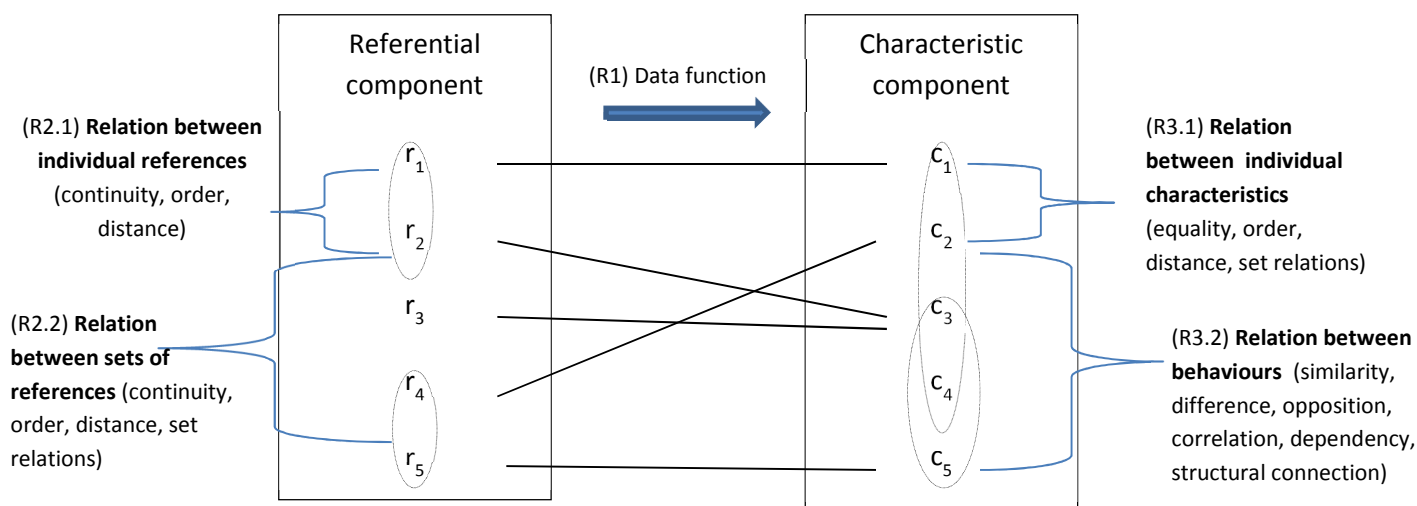 Referential
component
(R1) Data function
Characteristic
component
(R2.1) Relation between
individual references
(continuity, order,
distance)
(R2.2) Relation
between sets of
references (continuity,
order, distance, set
relations)
r1
r2
r3
r4
r5
c1
c2
c3
c4
c5
(R3.1) Relation
between individual
characteristics
(equality, order,
distance, set relations)
(R3.2) Relation between
behaviours (similarity,
difference, opposition,
correlation, dependency,
structural connection)